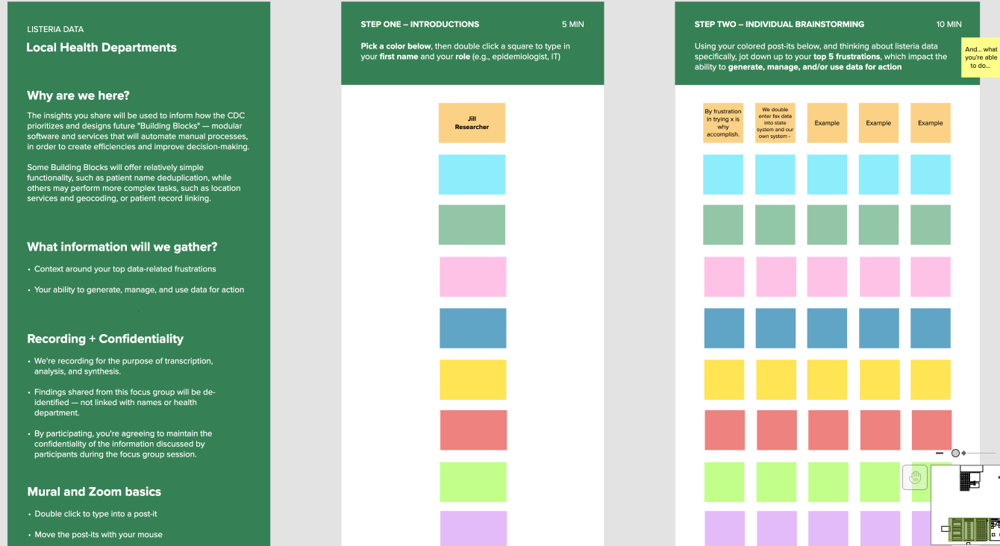 LISTERIA DATA
Local Health Departments
Why are we here?
The insights you share will be used to inform how the CDC
prioritizes and designs future "Building Blocks" — modular
software and services that will automate manual processes,
in order to create efficiencies and improve decision-making.
Some Building Blocks will offer relatively simple
functionality, such as patient name deduplication, while
others may perform more complex tasks, such as location
services and geocoding, or patient record linking.
What information will we gather?
• Context around your top data-related frustrations
• Your ability to generate, manage, and use data for action
Recording + Confidentiality
• We're recording for the purpose of transcription,
analysis, and synthesis.
• Findings shared from this focus group will be de-
identified — not linked with names or health
department.
• By participating, you're agreeing to maintain the
confidentiality of the information discussed by
participants during the focus group session.
Mural and Zoom basics
• Double click to type into a post-it
• Move the post-its with your mouse
STEP ONE – INTRODUCTIONS 5 MIN
Pick a color below, then double click a square to type in
your first name and your role (e.g., epidemiologist, IT)
Jill
Researcher
STEP TWO – INDIVIDUAL BRAINSTORMING 10 MIN
Using your colored post-its below, and thinking about listeria data
specifically, jot down up to your top 5 frustrations, which impact the
ability to generate, manage, and/or use data for action
And... what
you're able
to do...
By frustration
in trying x is
why
accomplish.
We double
enter fax data
into state
system and our
own system -
Example
Example
Example